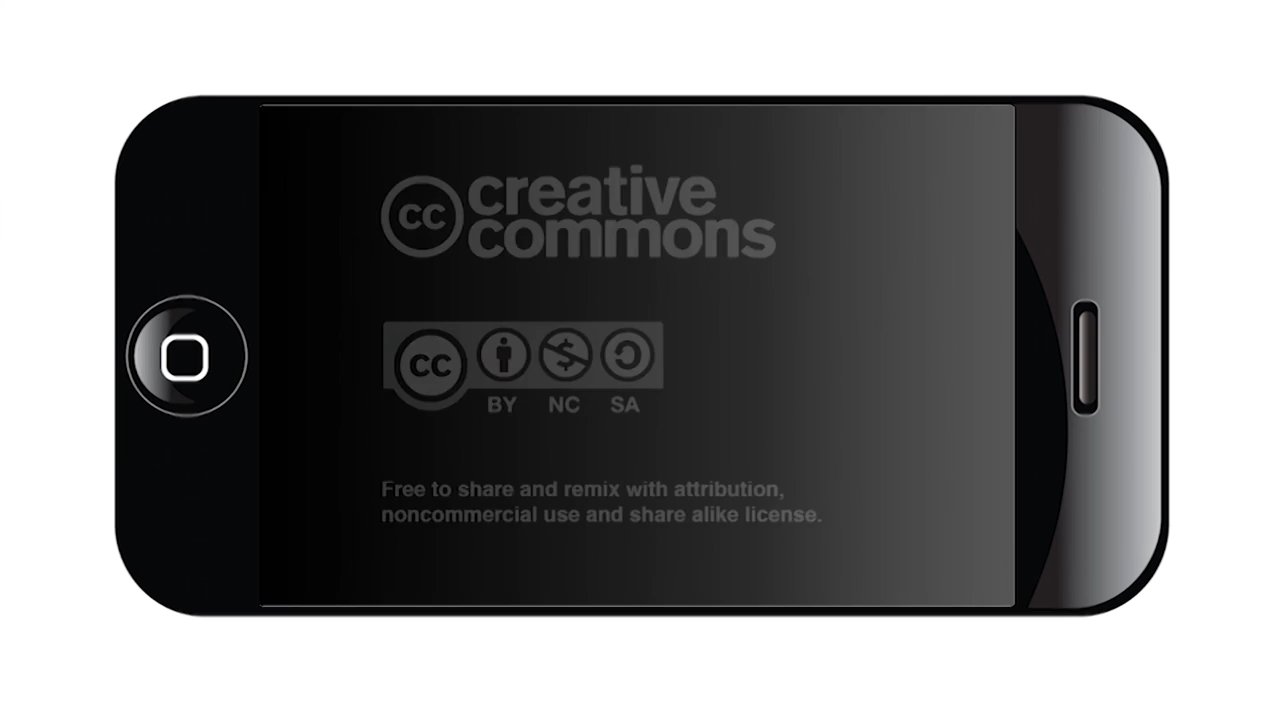 cc creative
commons
cc
BY NC SA
Free to share and remix with attribution,
noncommercial use and share alike license.